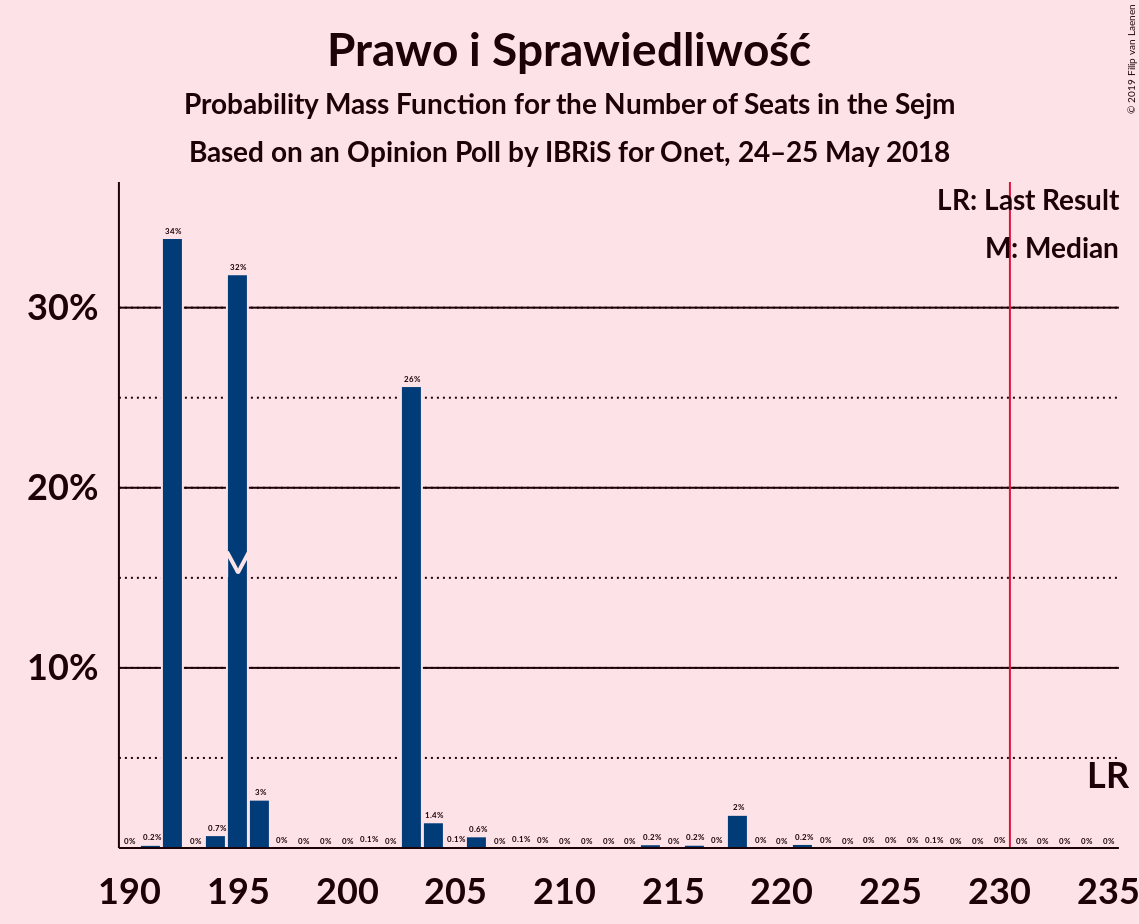 © 2019 Filip van Laenen
Prawo i Sprawiedliwość
Probability Mass Function for the Number of Seats in the Sejm
Based on an Opinion Poll by IBRiS for Onet, 24–25 May 2018
LR: Last Result
M: Median
34%
32%
30%
26%
20%
M
10%
LR
0% 0.2% 0% 0.7% 3% 0% 0% 0% 0% 0.1% 0% 1.4% 0.1% 0.6% 0% 0.1% 0% 0% 0% 0% 0% 0.2% 0% 0.2% 0% 2% 0% 0% 0.2% 0% 0% 0% 0% 0% 0.1% 0% 0% 0% 0% 0% 0% 0% 0%
190 195 200 205 210 215 220 225 230 235